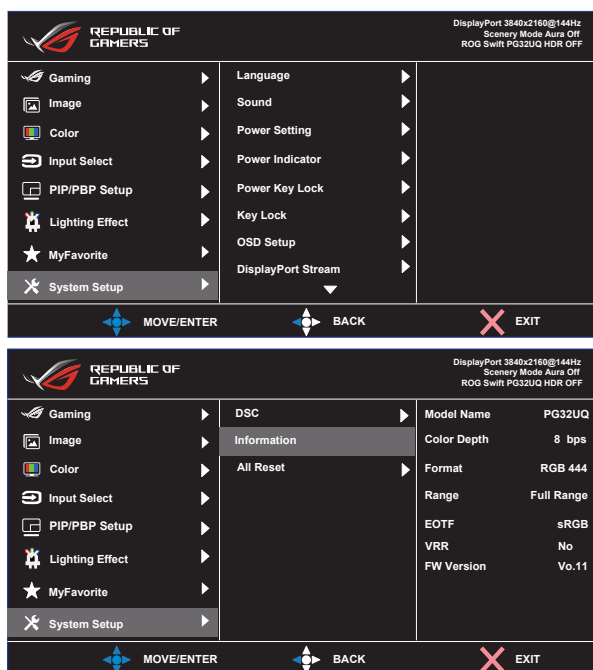 REPUBLIC OF
GAMERS
DisplayPort 3840x2160@144Hz
Scenery Mode Aura Off
ROG Swift PG32UQ HDR OFF
Gaming
Image
Color
Input Select
PIP/PBP Setup
Lighting Effect
MyFavorite
System Setup
Language
Sound
Power Setting
Power Indicator
Power Key Lock
Key Lock
OSD Setup
DisplayPort Stream
MOVE/ENTER
BACK
EXIT
REPUBLIC OF
GAMERS
DisplayPort 3840x2160@144Hz
Scenery Mode Aura Off
ROG Swift PG32UQ HDR OFF
Gaming
Image
Color
Input Select
PIP/PBP Setup
Lighting Effect
MyFavorite
System Setup
DSC
Information
All Reset
Model Name PG32UQ
Color Depth 8 bps
Format RGB 444
Range Full Range
EOTF sRGB
VRR No
FW Version Vo.11
MOVE/ENTER
BACK
EXIT